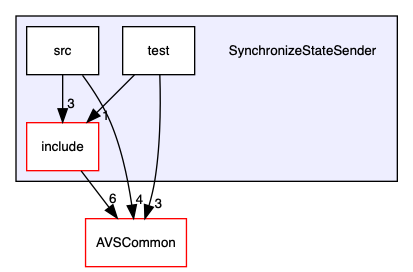 src
test
SynchronizeStateSender
3
1
include
6
4
3
AVSCommon